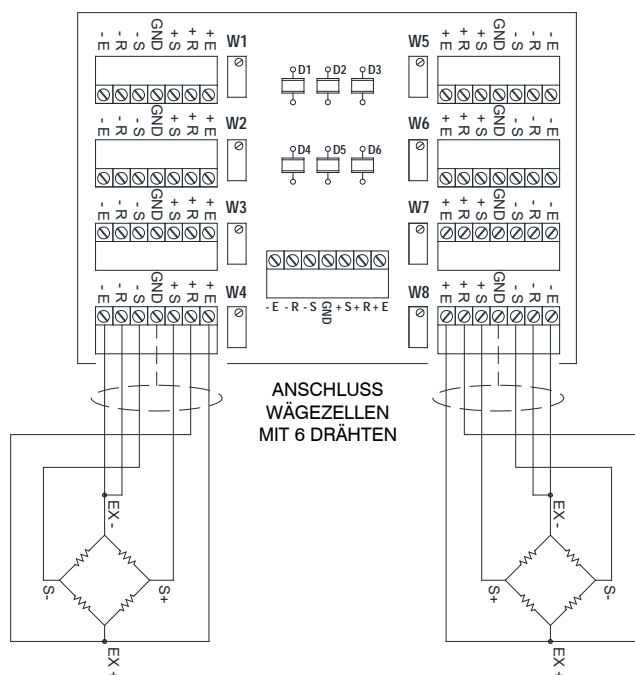 - E - R - S GND + S + R + E
W1
D1 D2 D3
W5
+ E + R + S GND - S - R - E
- E - R - S GND + S + R + E
W2
D4 D5 D6
W6
+ E + R + S GND - S - R - E
- E - R - S GND + S + R + E
W3
W7
+ E + R + S GND - S - R - E
- E - R - S GND + S + R + E
W4
- E - R - S GND + S + R + E
W8
+ E + R + S GND - S - R - E
ANSCHLUSS
WÄGEZELLEN
MIT 6 DRÄHTEN
EX -
S-
S+
EX +
EX -
S+
S-
EX +